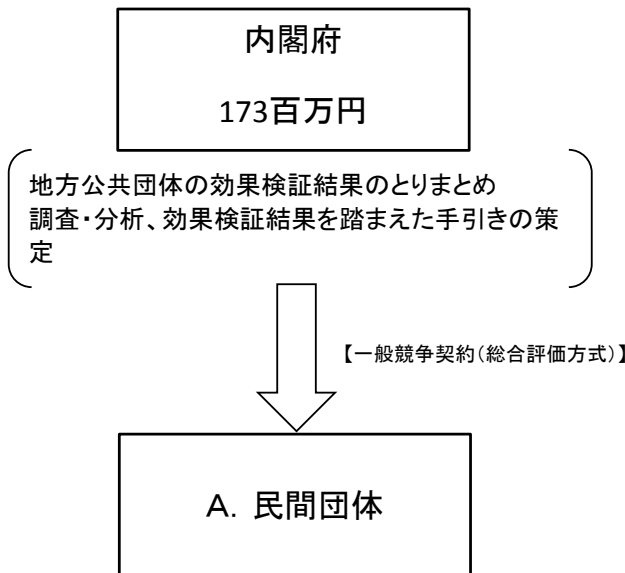 内閣府
173百万円
地方公共団体の効果検証結果のとりまとめ
調査・分析、効果検証結果を踏まえた手引きの策
定
【一般競争契約（総合評価方式）】
A．民間団体